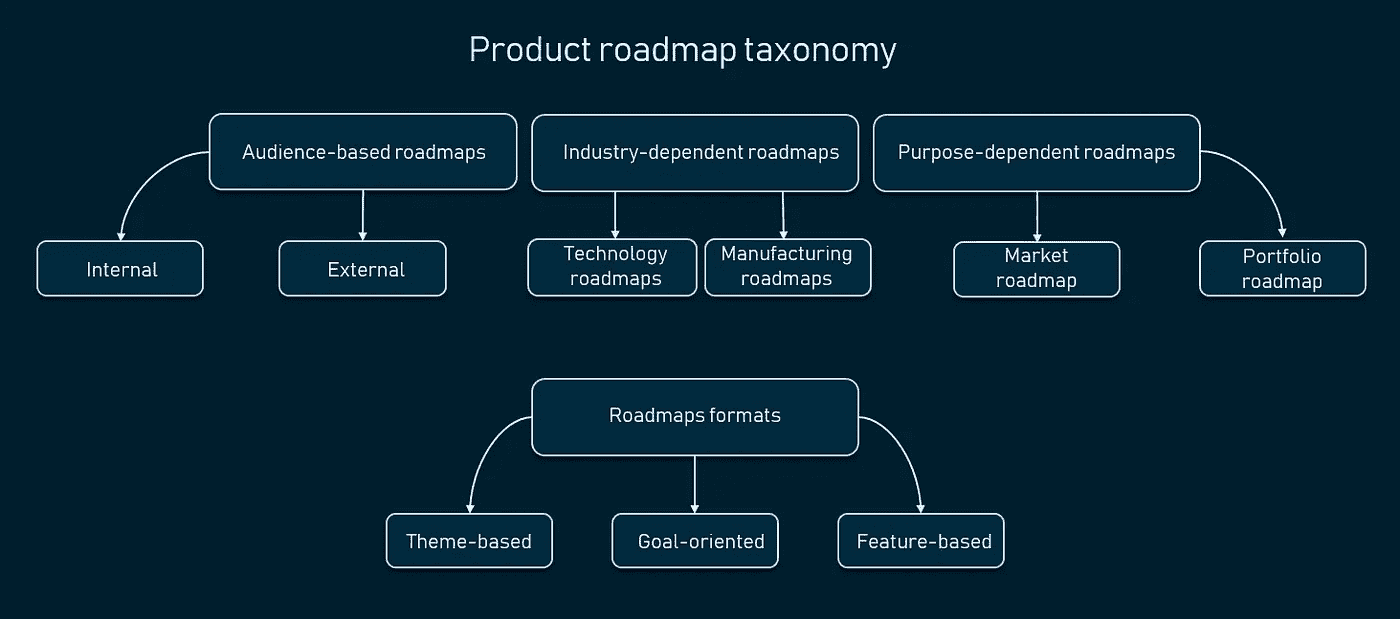 Product roadmap taxonomy
Audience-based roadmaps
Industry-dependent roadmaps
Purpose-dependent roadmaps
Internal
External
Technology
roadmaps
Manufacturing
roadmaps
Market
roadmap
Portfolio
roadmap
Roadmaps formats
Theme-based
Goal-oriented
Feature-based